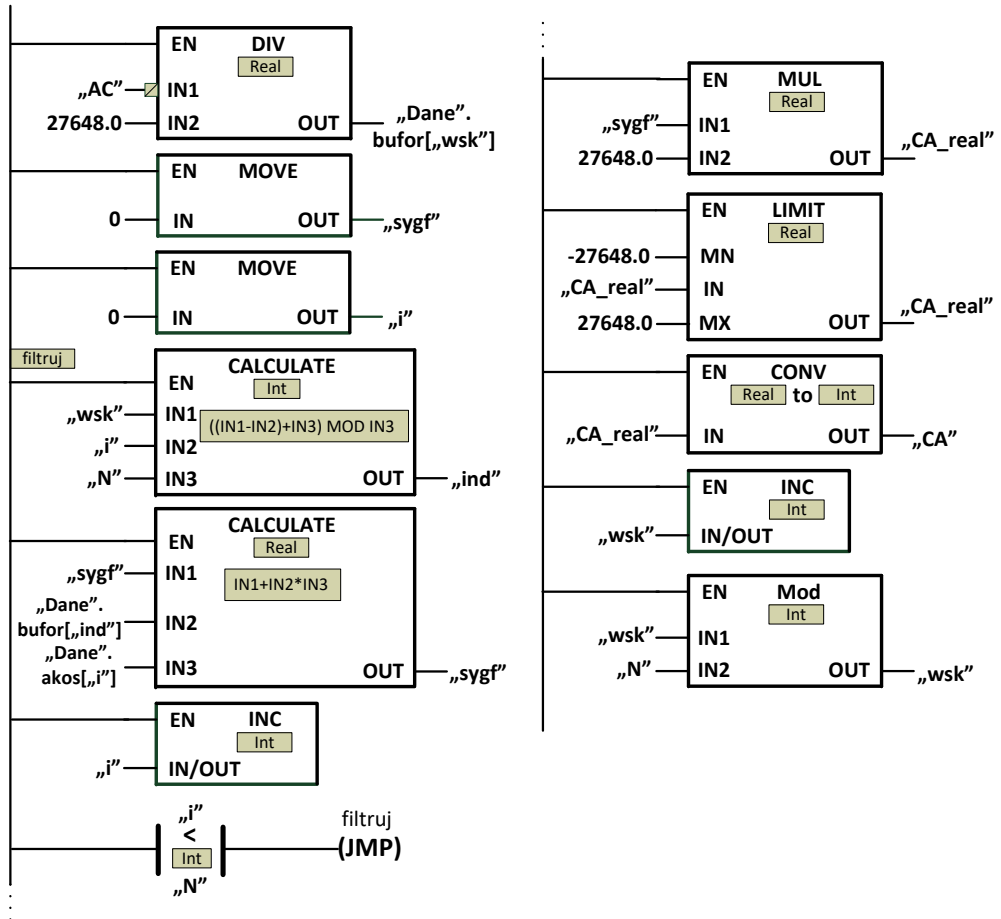 EN DIV
Real
„AC” IN1
27648.0 IN2 OUT „Dane”.
bufor[„wsk”]
EN MOVE
0 IN OUT „sygf”
EN MOVE
0 IN OUT „i”
filtruj
CALCULATE
EN Int
„wsk” IN1 ((IN1-IN2)+IN3) MOD IN3
„i” IN2
„N” IN3 OUT „ind”
CALCULATE
EN Real
„sygf” IN1 IN1+IN2*IN3
„Dane”.
bufor[„ind”] IN2
„Dane”.
akos[„i”] IN3 OUT „sygf”
EN INC
Int
„i” IN/OUT
„i” filtruj
< (JMP)
Int
„N”
EN MUL
Real
„sygf” IN1 „CA_real”
27648.0 IN2 OUT
EN LIMIT
Real
-27648.0 MN
„CA_real” IN „CA_real”
27648.0 MX OUT
EN CONV
Real to Int
„CA_real” IN OUT „CA”
EN INC
Int
„wsk” IN/OUT
EN Mod
Int
„wsk” IN1
„N” IN2 OUT „wsk”